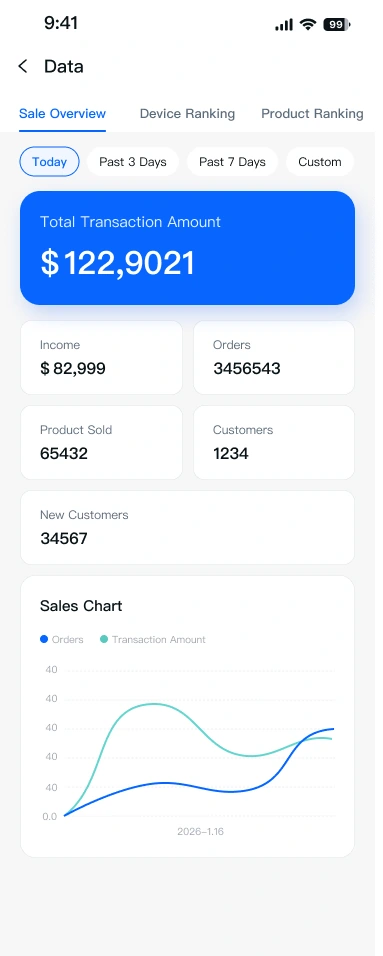 9:41
99
Data
Sale Overview Device Ranking Product Ranking
Today Past 3 Days Past 7 Days Custom
Total Transaction Amount
$122,9021
Income
$ 82,999
Orders
3456543
Product Sold
65432
Customers
1234
New Customers
34567
Sales Chart
Orders Transaction Amount
40
40
40
40
40
0.0
2026-1.16